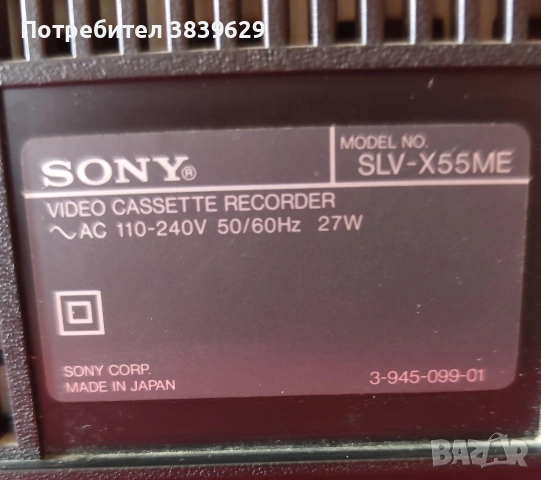 Потребител 3839629
SONY®
MODEL NO.
SLV-X55ME
VIDEO CASSETTE RECORDER
~AC 110-240V 50/60Hz 27W
SONY CORP.
MADE IN JAPAN
3-945-099-01
BAZAR